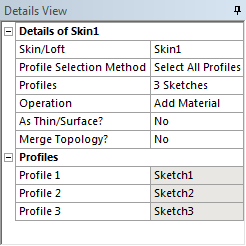 Details View
Details of Skin1
Skin/Loft Skin1
Profile Selection Method Select All Profiles
Profiles 3 Sketches
Operation Add Material
As Thin/Surface? No
Merge Topology? No
Profiles
Profile 1 Sketch1
Profile 2 Sketch2
Profile 3 Sketch3